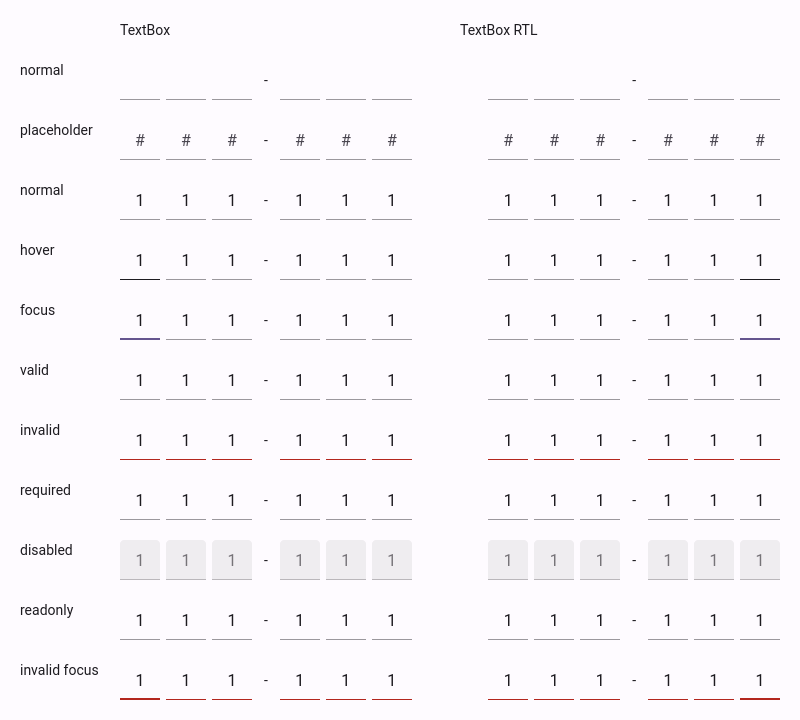 TextBox TextBox RTL
normal - -
placeholder # # # - # # # # # # - # # #
normal 1 1 1 - 1 1 1 1 1 1 - 1 1 1
hover 1 1 1 - 1 1 1 1 1 1 - 1 1 1
focus 1 1 1 - 1 1 1 1 1 1 - 1 1 1
valid 1 1 1 - 1 1 1 1 1 1 - 1 1 1
invalid 1 1 1 - 1 1 1 1 1 1 - 1 1 1
required 1 1 1 - 1 1 1 1 1 1 - 1 1 1
disabled 1 1 1 - 1 1 1 1 1 1 - 1 1 1
readonly 1 1 1 - 1 1 1 1 1 1 - 1 1 1
invalid focus 1 1 1 - 1 1 1 1 1 1 - 1 1 1